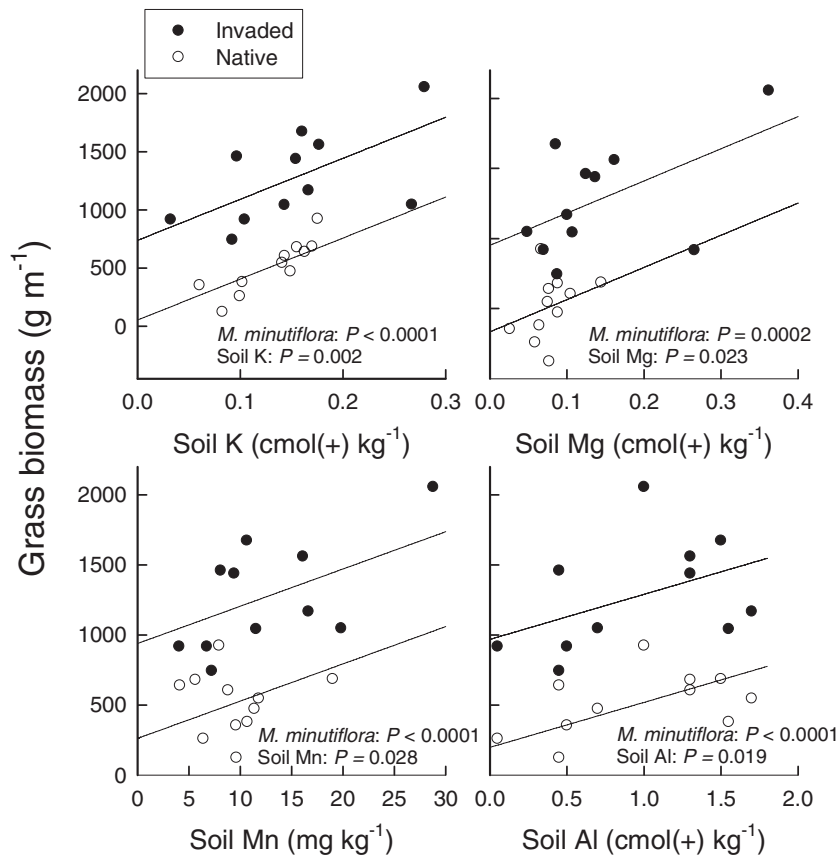 Invaded
Native
Grass biomass (g m-1)
2000
1500
1000
500
0
M. minutiflora: P < 0.0001
Soil K: P = 0.002
0.0 0.1 0.2 0.3
Soil K (cmol(+) kg-1)
M. minutiflora: P = 0.0002
Soil Mg: P = 0.023
0.0 0.1 0.2 0.3 0.4
Soil Mg (cmol(+) kg-1)
2000
1500
1000
500
0
M. minutiflora: P < 0.0001
Soil Mn: P = 0.028
0 5 10 15 20 25 30
Soil Mn (mg kg-1)
M. minutiflora: P < 0.0001
Soil Al: P = 0.019
0.0 0.5 1.0 1.5 2.0
Soil Al (cmol(+) kg-1)